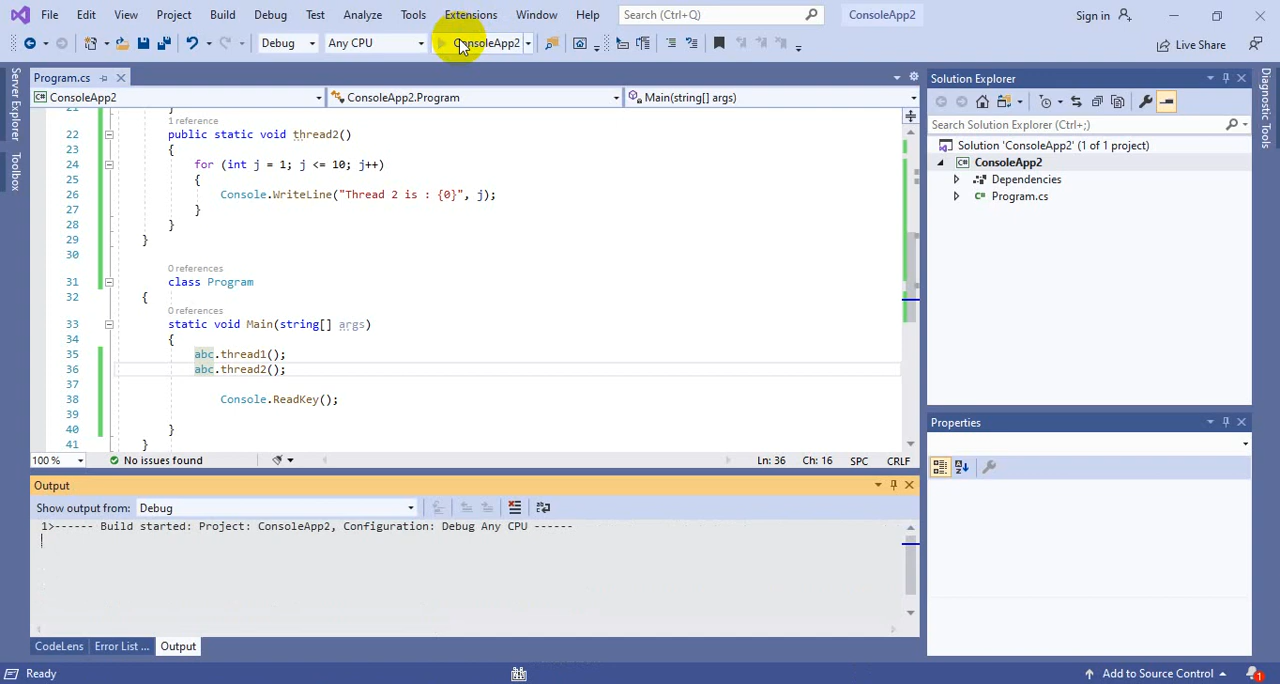 File Edit View Project Build Debug Test Analyze Tools Extensions Window Help Search (Ctrl+Q) ConsoleApp2 Sign in
Debug Any CPU ConsoleApp2 Live Share
Server Explorer
Toolbox
Program.cs
ConsoleApp2 ConsoleApp2.Program Main(string[] args)
21 }
1 reference
22 public static void thread2()
23 {
24 for (int j = 1; j <= 10; j++)
25 {
26 Console.WriteLine("Thread 2 is : {0}", j);
27 }
28 }
29 }
30
0 references
31 class Program
32 {
0 references
33 static void Main(string[] args)
34 {
35 abc.thread1();
36 abc.thread2();
37
38 Console.ReadKey();
39
40 }
41 }
100 % No issues found Ln: 36 Ch: 16 SPC CRLF
Output
Show output from: Debug
1>------ Build started: Project: ConsoleApp2, Configuration: Debug Any CPU ------
CodeLens Error List ... Output
Solution Explorer
Search Solution Explorer (Ctrl+;)
Solution 'ConsoleApp2' (1 of 1 project)
ConsoleApp2
Dependencies
Program.cs
Properties
Diagnostic Tools
Ready Add to Source Control 1